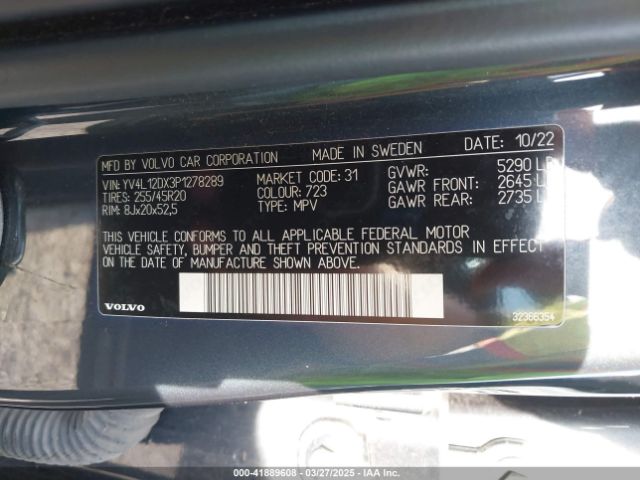 MFD BY VOLVO CAR CORPORATION MADE IN SWEDEN DATE: 10/22
VIN: YV4L12DX3P1278289 MARKET CODE: 31 GVWR: 5290 LB
TIRES: 255/45R20 COLOUR: 723 GAWR FRONT: 2645 LB
RIM: 8Jx20x52,5 TYPE: MPV GAWR REAR: 2735 L
THIS VEHICLE CONFORMS TO ALL APPLICABLE FEDERAL MOTOR
VEHICLE SAFETY, BUMPER AND THEFT PREVENTION STANDARDS IN EFFECT
ON THE DATE OF MANUFACTURE SHOWN ABOVE.
VOLVO 32366354
000-41889608 — 03/27/2025 — IAA Inc.